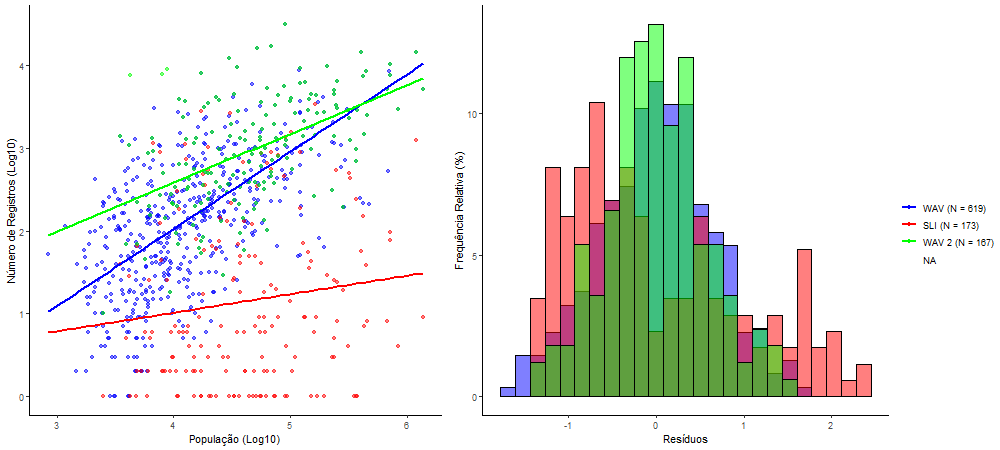 Número de Registros (Log10)
4
3
2
1
0
3
4
5
6
População (Log10)
Frequência Relativa (%)
10
5
0
-1
0
1
2
Resíduos
WAV (N = 619)
SLI (N = 173)
WAV 2 (N = 167)
NA